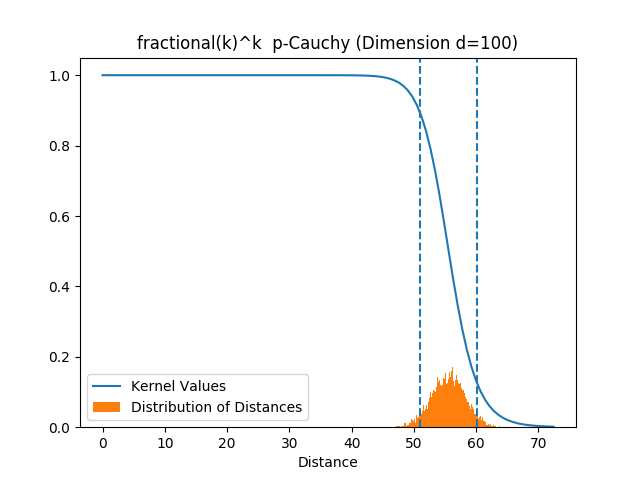 fractional(k)^k  p-Cauchy (Dimension d=100)
1.0
0.8
0.6
0.4
0.2
0.0
Kernel Values
Distribution of Distances
0 10 20 30 40 50 60 70
Distance